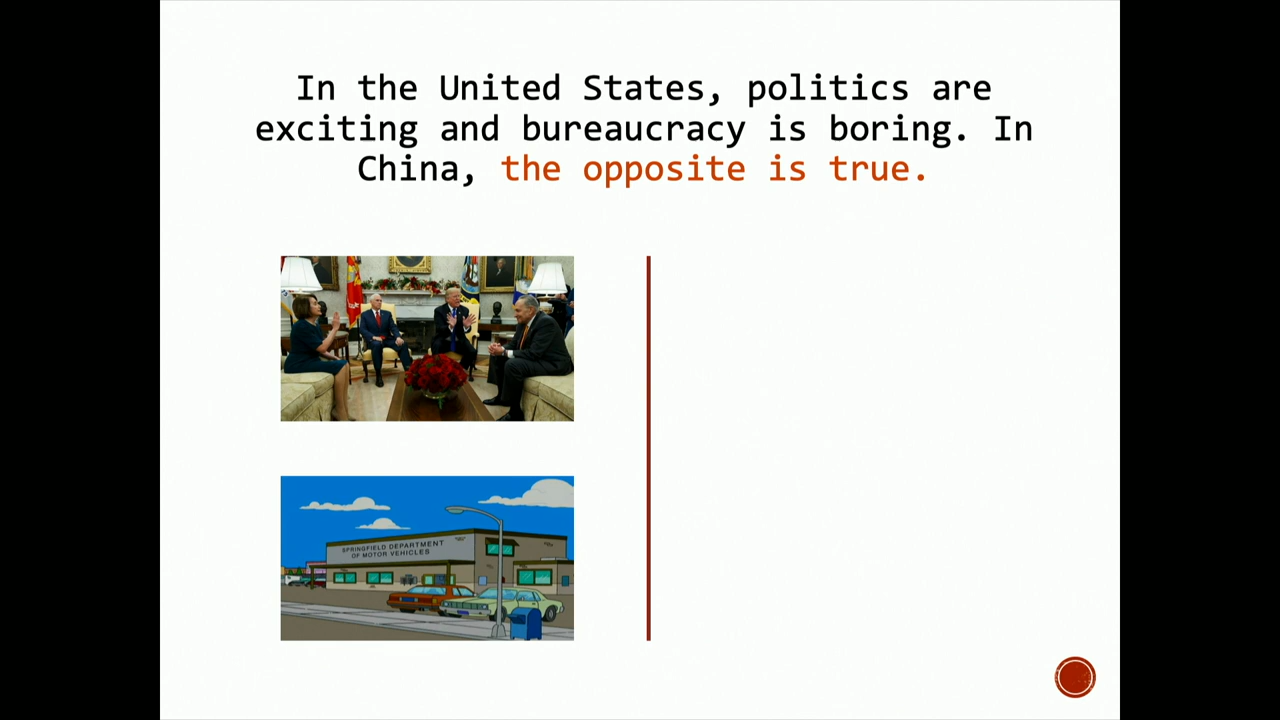 In the United States, politics are
exciting and bureaucracy is boring. In
China, the opposite is true.
SPRINGFIELD DEPARTMENT
OF MOTOR VEHICLES